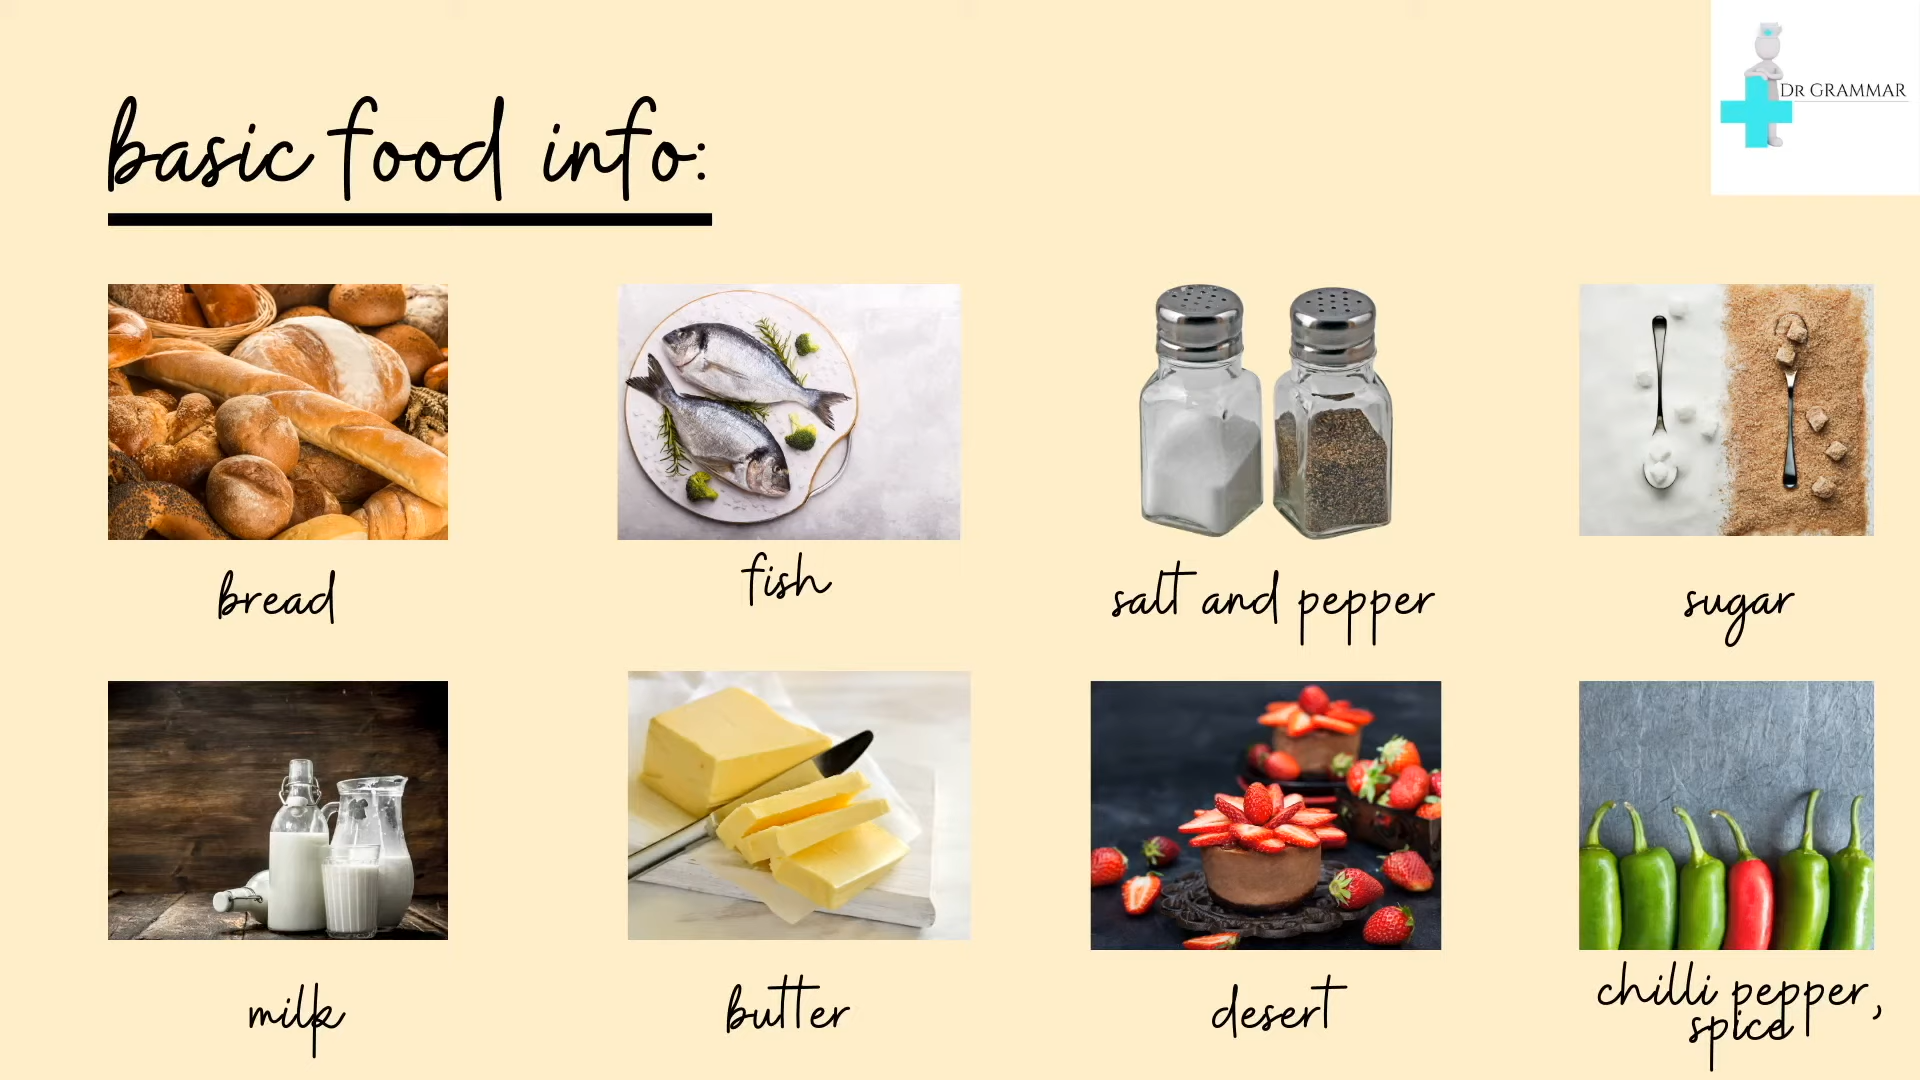 DR GRAMMAR
basic food info:
bread
fish
salt and pepper
sugar
milk
butter
desert
chilli pepper,
spice